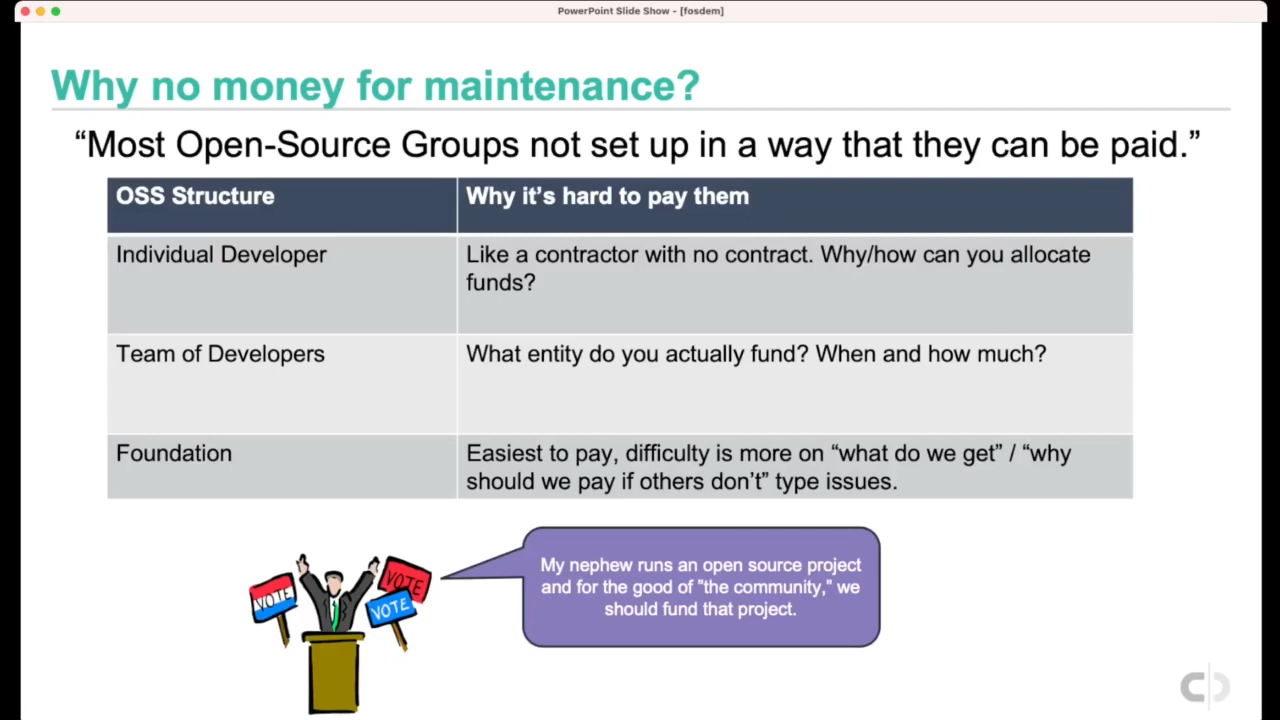 PowerPoint Slide Show - [fosdem]
Why no money for maintenance?
“Most Open-Source Groups not set up in a way that they can be paid.”
OSS Structure
Why it’s hard to pay them
Individual Developer
Like a contractor with no contract. Why/how can you allocate
funds?
Team of Developers
What entity do you actually fund? When and how much?
Foundation
Easiest to pay, difficulty is more on “what do we get” / “why
should we pay if others don’t” type issues.
VOTE
VOTE
VOTE
My nephew runs an open source project
and for the good of "the community," we
should fund that project.